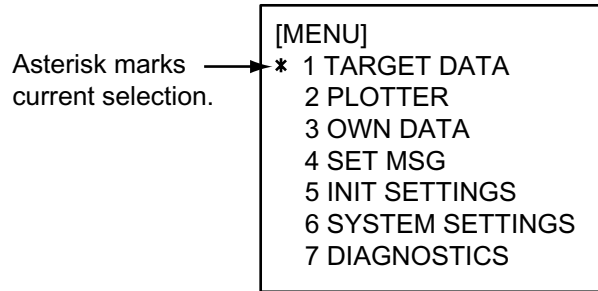 Asterisk marks
current selection.
[MENU]
* 1 TARGET DATA
2 PLOTTER
3 OWN DATA
4 SET MSG
5 INIT SETTINGS
6 SYSTEM SETTINGS
7 DIAGNOSTICS